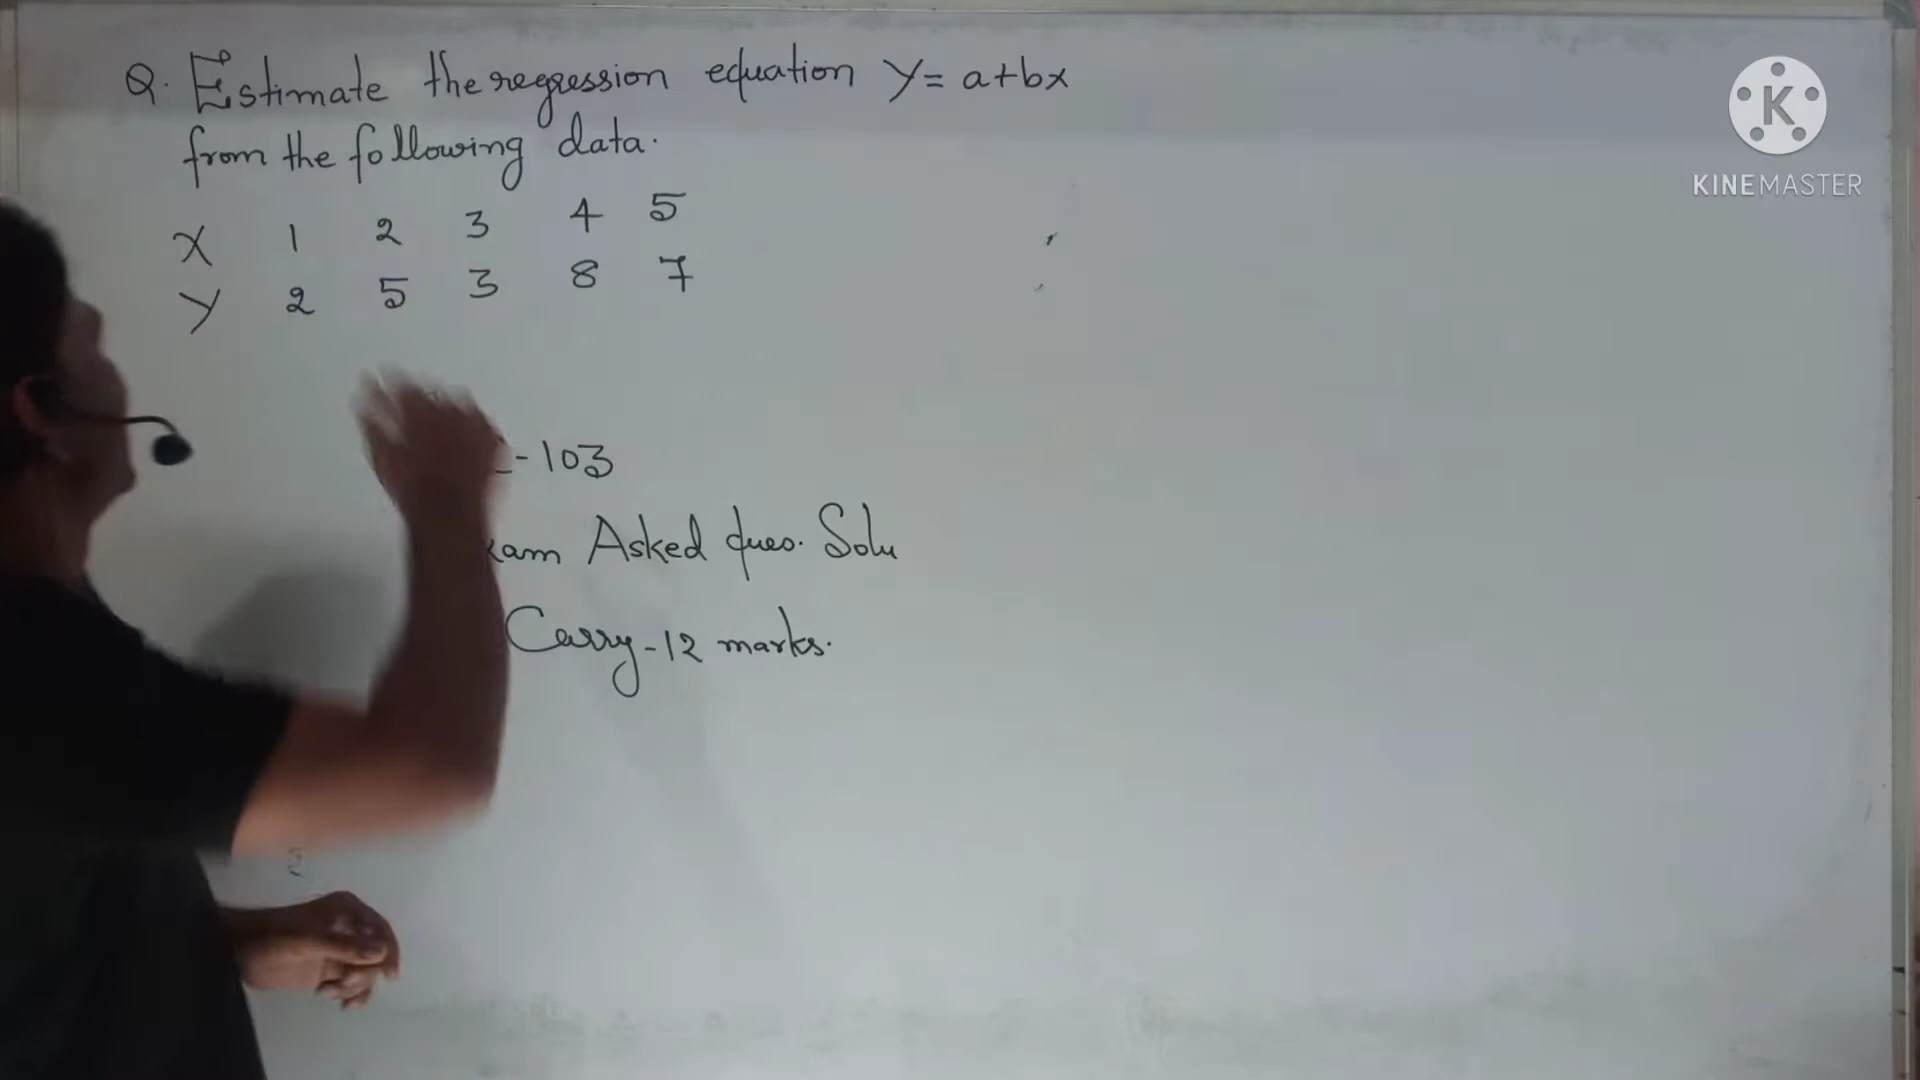 Q. Estimate the regression equation Y = a+bx
from the following data.
X 1 2 3 4 5
Y 2 5 3 8 7
-103
Asked ques. Solu
Carry-12 marks.
K
KINEMASTER